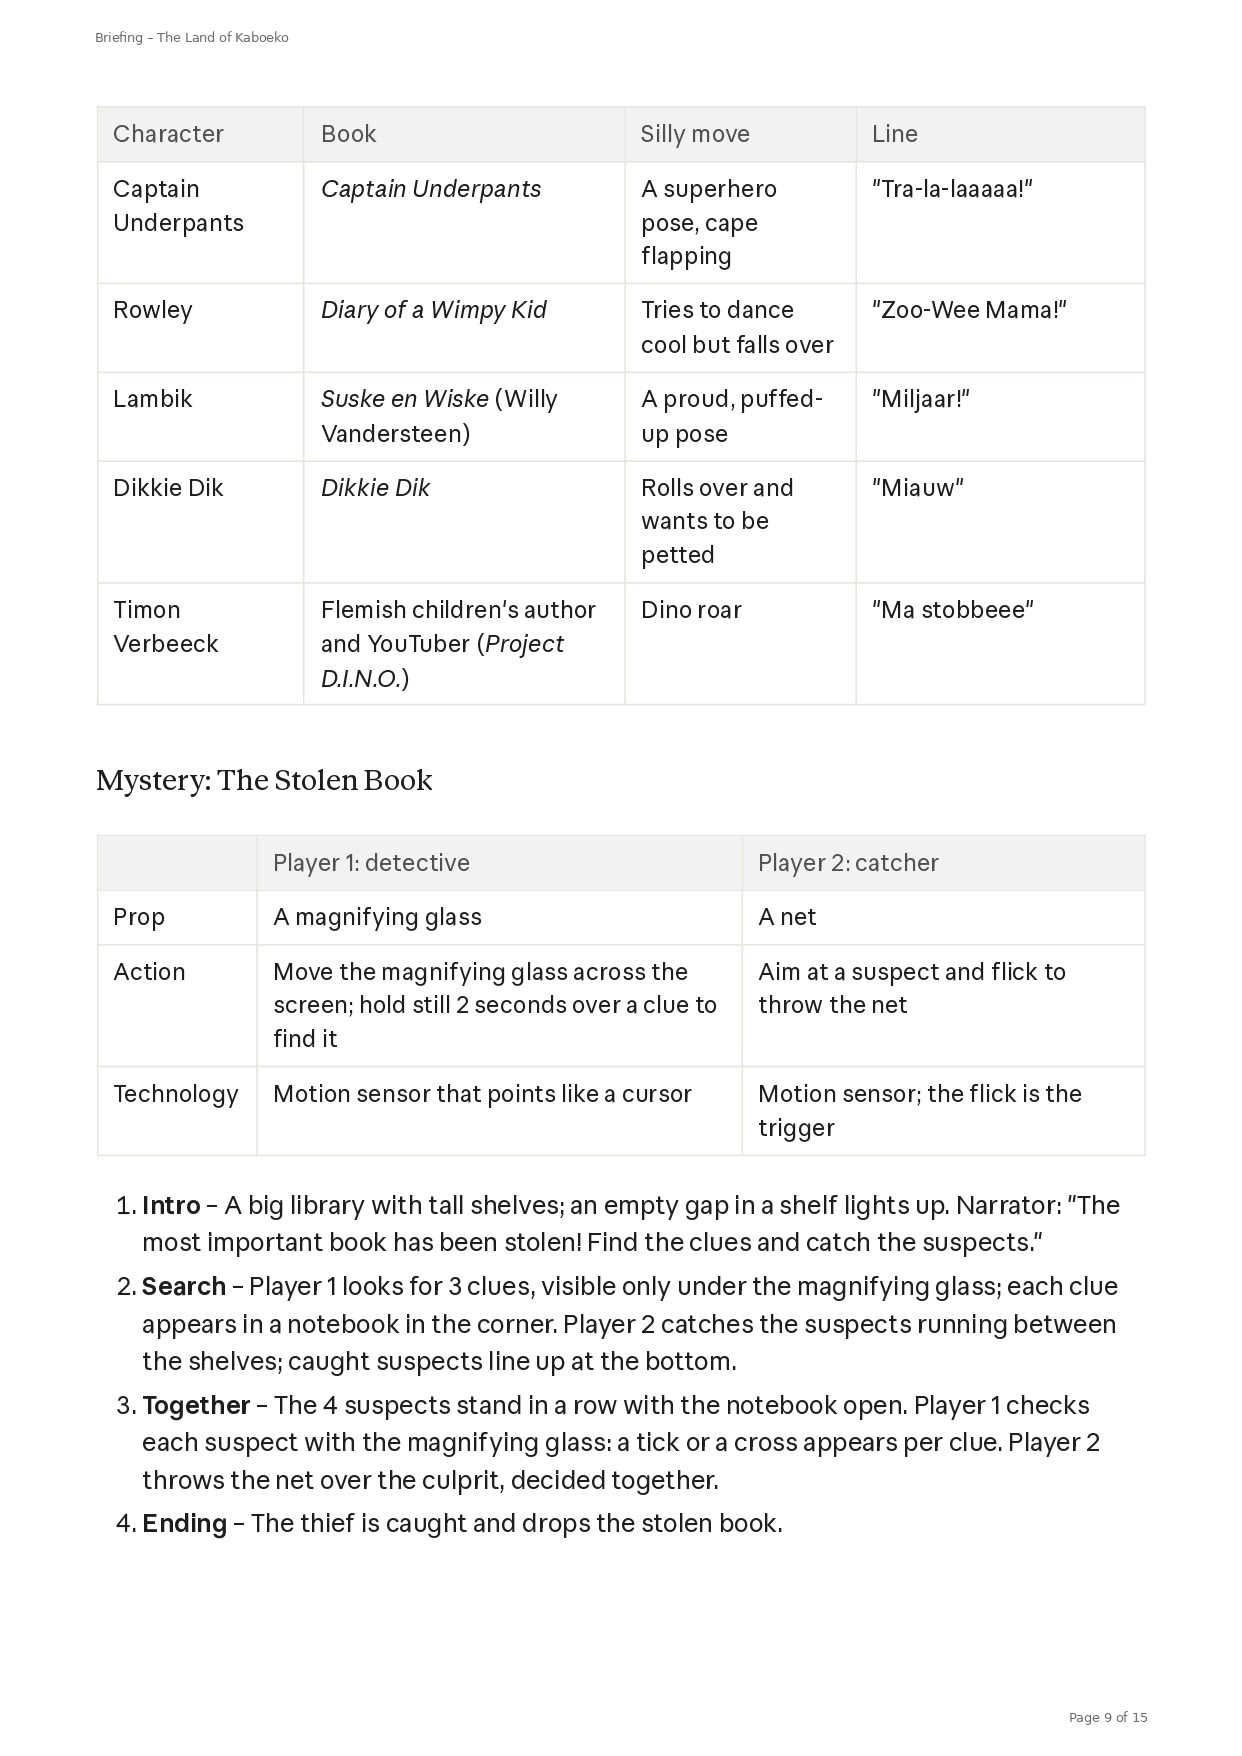 Briefing – The Land of Kaboeko
Character Book Silly move Line
Captain Underpants Captain Underpants A superhero pose, cape flapping "Tra-la-laaaaa!"
Rowley Diary of a Wimpy Kid Tries to dance cool but falls over "Zoo-Wee Mama!"
Lambik Suske en Wiske (Willy Vandersteen) A proud, puffed-up pose "Miljaar!"
Dikkie Dik Dikkie Dik Rolls over and wants to be petted "Miauw"
Timon Verbeeck Flemish children's author and YouTuber (Project D.I.N.O.) Dino roar "Ma stobbeee"
Mystery: The Stolen Book
Player 1: detective Player 2: catcher
Prop A magnifying glass A net
Action Move the magnifying glass across the screen; hold still 2 seconds over a clue to find it Aim at a suspect and flick to throw the net
Technology Motion sensor that points like a cursor Motion sensor; the flick is the trigger
1. Intro – A big library with tall shelves; an empty gap in a shelf lights up. Narrator: "The
most important book has been stolen! Find the clues and catch the suspects."
2. Search – Player 1 looks for 3 clues, visible only under the magnifying glass; each clue
appears in a notebook in the corner. Player 2 catches the suspects running between
the shelves; caught suspects line up at the bottom.
3. Together – The 4 suspects stand in a row with the notebook open. Player 1 checks
each suspect with the magnifying glass: a tick or a cross appears per clue. Player 2
throws the net over the culprit, decided together.
4. Ending – The thief is caught and drops the stolen book.
Page 9 of 15